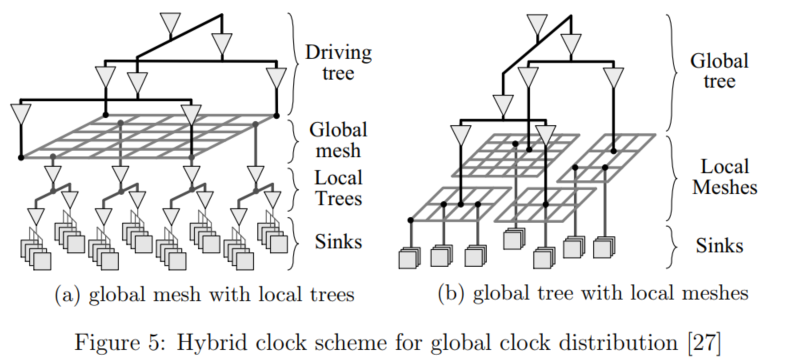 Driving
tree
Global
mesh
Local
Trees
Sinks
(a) global mesh with local trees
Global
tree
Local
Meshes
Sinks
(b) global tree with local meshes
Figure 5: Hybrid clock scheme for global clock distribution [27]